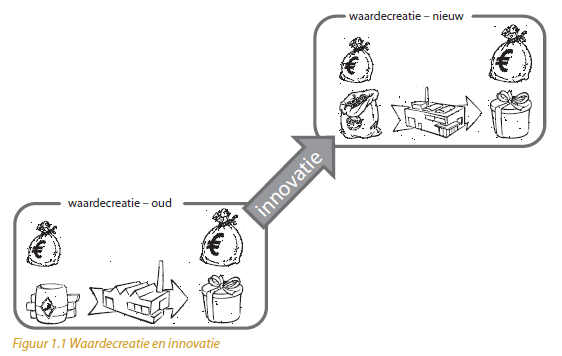 waardecreatie – nieuw
€
€
innovatie
waardecreatie – oud
€
€
Figuur 1.1 Waardecreatie en innovatie